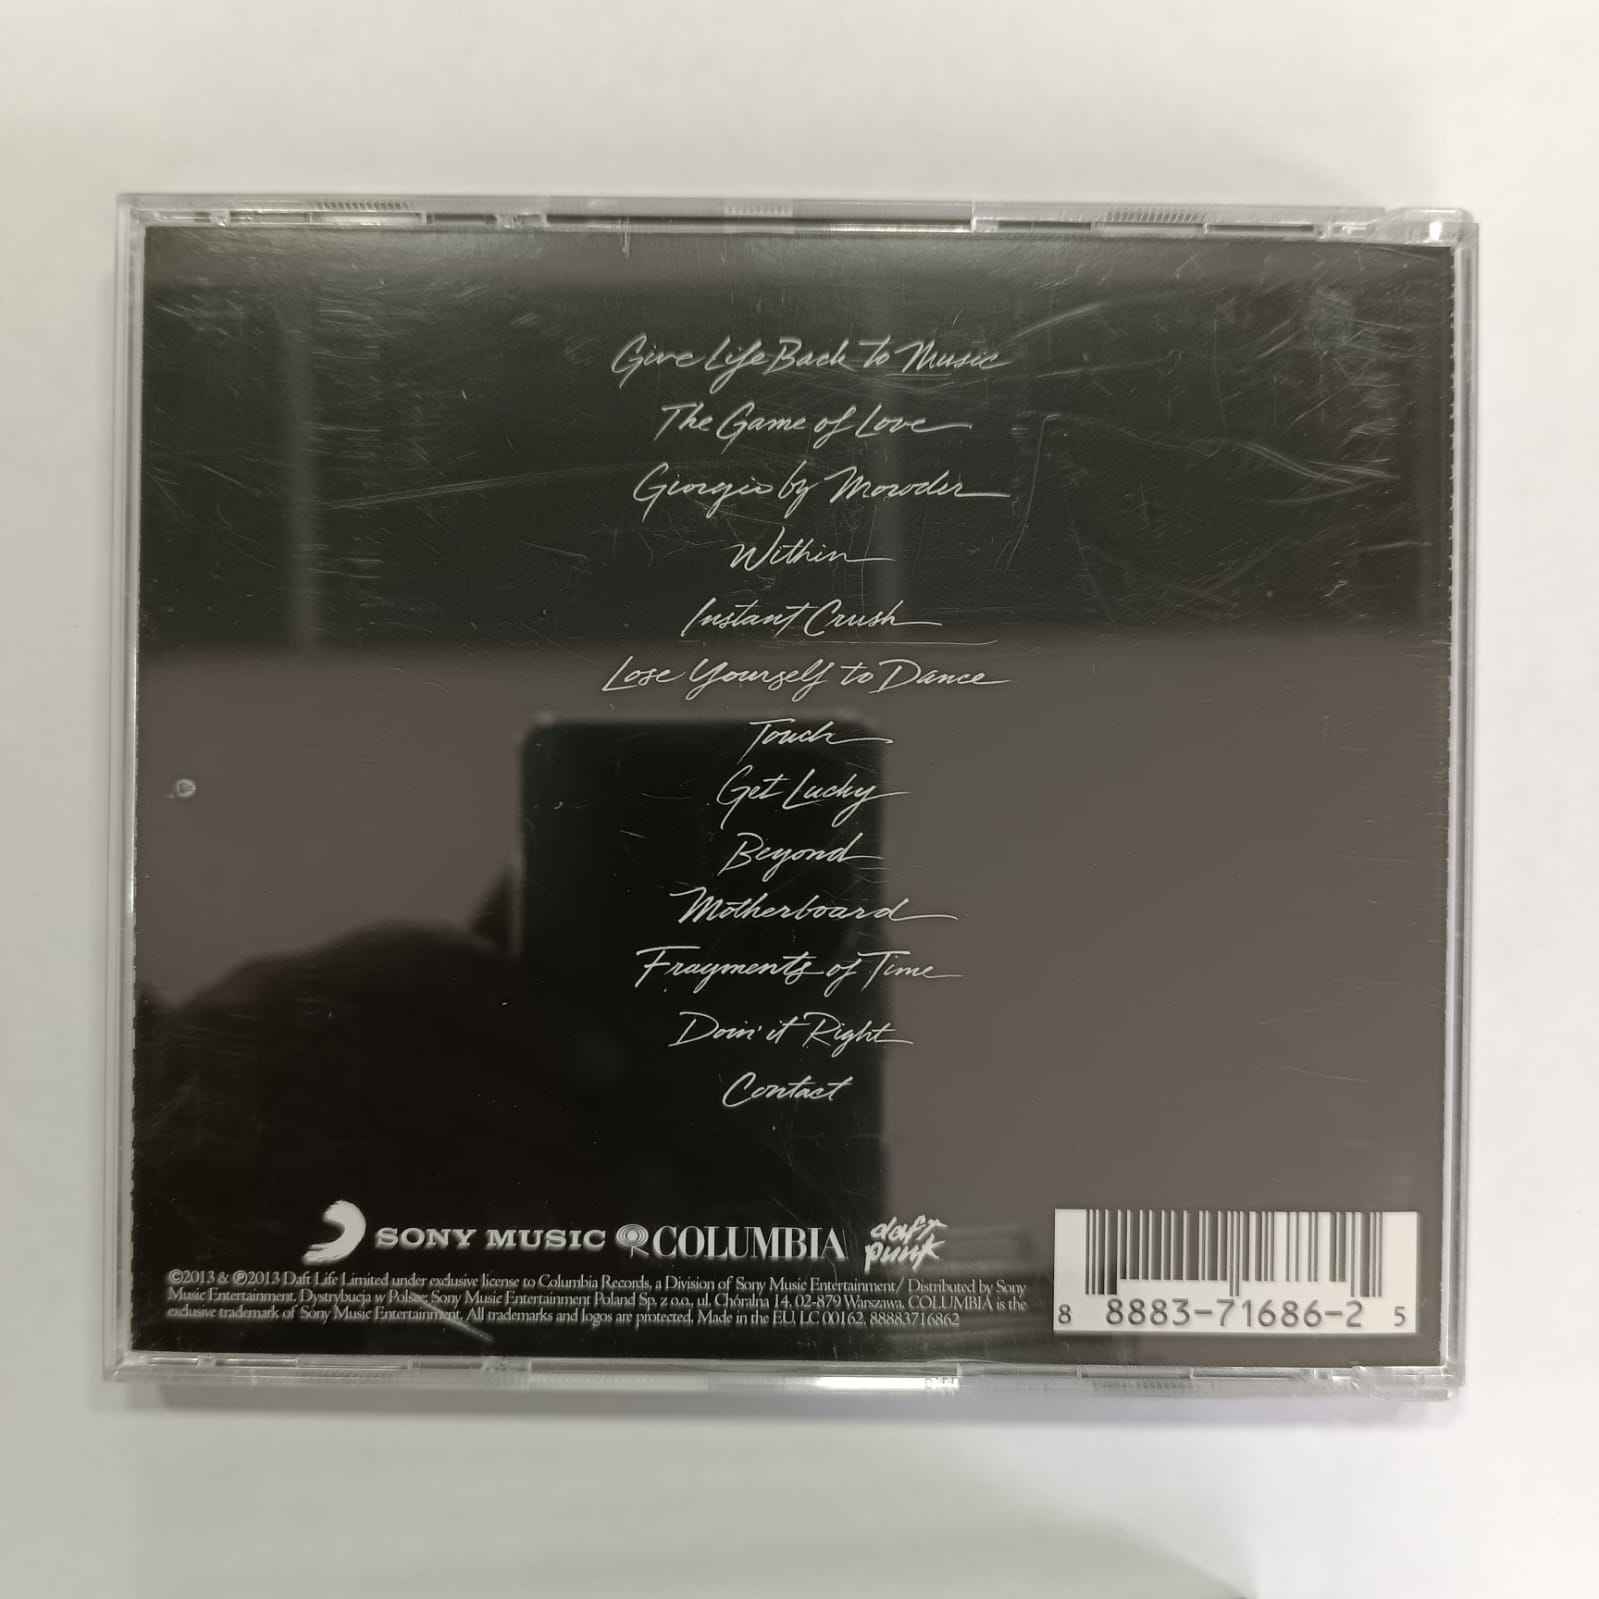 Give Life Back to Music
The Game of Love
Giorgio by Moroder
Within
Instant Crush
Lose Yourself to Dance
Touch
Get Lucky
Beyond
Motherboard
Fragments of Time
Doin' it Right
Contact
SONY MUSIC COLUMBIA daft punk
©2013 & ℗2013 Daft Life Limited under exclusive license to Columbia Records, a Division of Sony Music Entertainment/ Distributed by Sony
Music Entertainment. Dystrybucja w Polsce: Sony Music Entertainment Poland Sp. z o.o., ul. Chóralna 14, 02-879 Warszawa. COLUMBIA is the
exclusive trademark of Sony Music Entertainment. All trademarks and logos are protected. Made in the EU. LC 00162. 88883716862
8 8883-71686-2 5